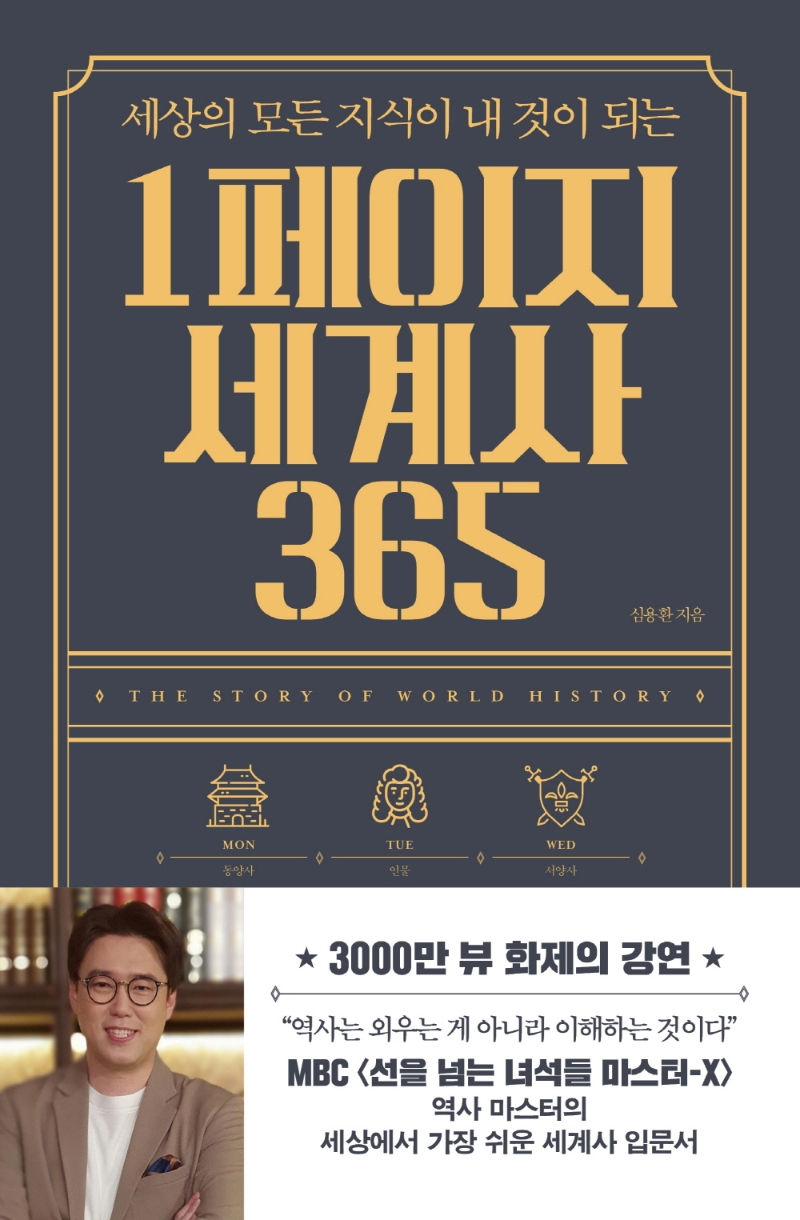 세상의 모든 지식이 내 것이 되는
1페이지
세계사
365
심용환 지음
THE STORY OF WORLD HISTORY
MON
동양사
TUE
인물
WED
서양사
★ 3000만 뷰 화제의 강연 ★
“역사는 외우는 게 아니라 이해하는 것이다”
MBC 〈선을 넘는 녀석들 마스터-X〉
역사 마스터의
세상에서 가장 쉬운 세계사 입문서